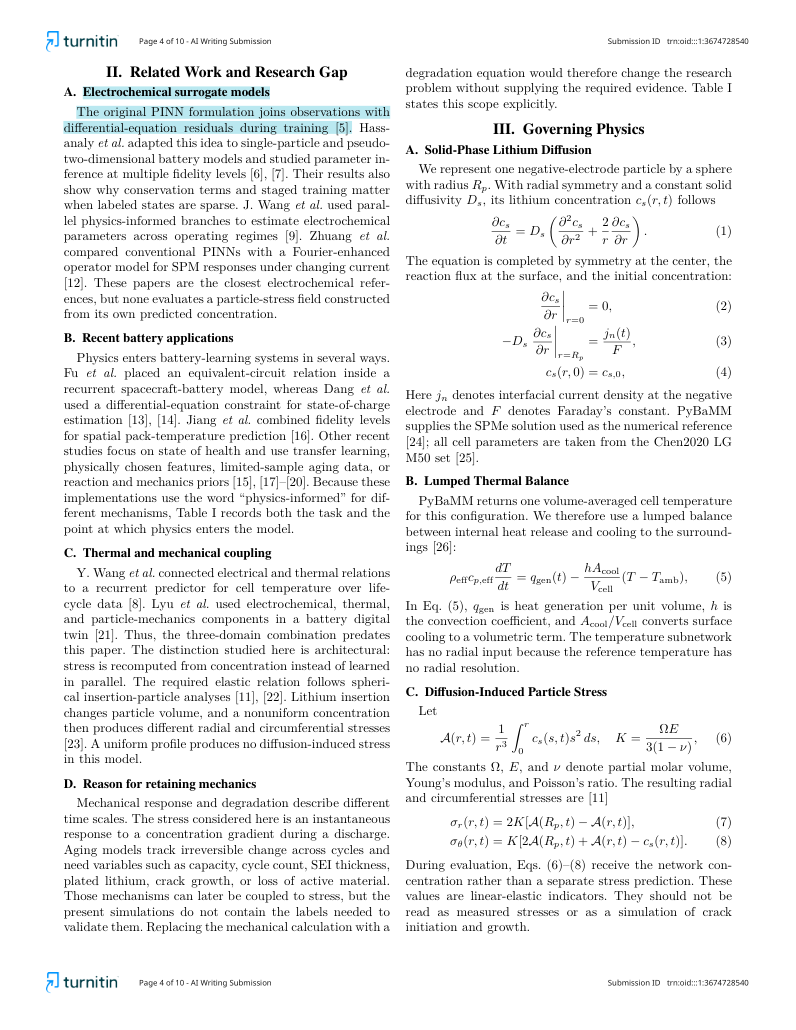 turnitin
Page 4 of 10 - AI Writing Submission
Submission ID trn:oid:::1:3674728540
II. Related Work and Research Gap
A. Electrochemical surrogate models
The original PINN formulation joins observations with
differential-equation residuals during training [5]. Hass-
analy et al. adapted this idea to single-particle and pseudo-
two-dimensional battery models and studied parameter in-
ference at multiple fidelity levels [6], [7]. Their results also
show why conservation terms and staged training matter
when labeled states are sparse. J. Wang et al. used paral-
lel physics-informed branches to estimate electrochemical
parameters across operating regimes [9]. Zhuang et al.
compared conventional PINNs with a Fourier-enhanced
operator model for SPM responses under changing current
[12]. These papers are the closest electrochemical refer-
ences, but none evaluates a particle-stress field constructed
from its own predicted concentration.
B. Recent battery applications
Physics enters battery-learning systems in several ways.
Fu et al. placed an equivalent-circuit relation inside a
recurrent spacecraft-battery model, whereas Dang et al.
used a differential-equation constraint for state-of-charge
estimation [13], [14]. Jiang et al. combined fidelity levels
for spatial pack-temperature prediction [16]. Other recent
studies focus on state of health and use transfer learning,
physically chosen features, limited-sample aging data, or
reaction and mechanics priors [15], [17]–[20]. Because these
implementations use the word “physics-informed” for dif-
ferent mechanisms, Table I records both the task and the
point at which physics enters the model.
C. Thermal and mechanical coupling
Y. Wang et al. connected electrical and thermal relations
to a recurrent predictor for cell temperature over life-
cycle data [8]. Lyu et al. used electrochemical, thermal,
and particle-mechanics components in a battery digital
twin [21]. Thus, the three-domain combination predates
this paper. The distinction studied here is architectural:
stress is recomputed from concentration instead of learned
in parallel. The required elastic relation follows spheri-
cal insertion-particle analyses [11], [22]. Lithium insertion
changes particle volume, and a nonuniform concentration
then produces different radial and circumferential stresses
[23]. A uniform profile produces no diffusion-induced stress
in this model.
D. Reason for retaining mechanics
Mechanical response and degradation describe different
time scales. The stress considered here is an instantaneous
response to a concentration gradient during a discharge.
Aging models track irreversible change across cycles and
need variables such as capacity, cycle count, SEI thickness,
plated lithium, crack growth, or loss of active material.
Those mechanisms can later be coupled to stress, but the
present simulations do not contain the labels needed to
validate them. Replacing the mechanical calculation with a
degradation equation would therefore change the research
problem without supplying the required evidence. Table I
states this scope explicitly.
III. Governing Physics
A. Solid-Phase Lithium Diffusion
We represent one negative-electrode particle by a sphere
with radius R_p. With radial symmetry and a constant solid
diffusivity D_s, its lithium concentration c_s(r, t) follows
∂c_s/∂t = D_s (∂²c_s/∂r² + 2/r ∂c_s/∂r). (1)
The equation is completed by symmetry at the center, the
reaction flux at the surface, and the initial concentration:
∂c_s/∂r |_{r=0} = 0, (2)
−D_s ∂c_s/∂r |_{r=R_p} = j_n(t)/F, (3)
c_s(r, 0) = c_{s,0}, (4)
Here j_n denotes interfacial current density at the negative
electrode and F denotes Faraday’s constant. PyBaMM
supplies the SPMe solution used as the numerical reference
[24]; all cell parameters are taken from the Chen2020 LG
M50 set [25].
B. Lumped Thermal Balance
PyBaMM returns one volume-averaged cell temperature
for this configuration. We therefore use a lumped balance
between internal heat release and cooling to the surround-
ings [26]:
ρ_eff c_{p,eff} dT/dt = q_gen(t) − hA_cool/V_cell (T − T_amb), (5)
In Eq. (5), q_gen is heat generation per unit volume, h is
the convection coefficient, and A_cool/V_cell converts surface
cooling to a volumetric term. The temperature subnetwork
has no radial input because the reference temperature has
no radial resolution.
C. Diffusion-Induced Particle Stress
Let
𝒜(r, t) = 1/r³ ∫₀^r c_s(s, t)s² ds, K = ΩE/3(1 − ν), (6)
The constants Ω, E, and ν denote partial molar volume,
Young’s modulus, and Poisson’s ratio. The resulting radial
and circumferential stresses are [11]
σ_r(r, t) = 2K[𝒜(R_p, t) − 𝒜(r, t)], (7)
σ_θ(r, t) = K[2𝒜(R_p, t) + 𝒜(r, t) − c_s(r, t)]. (8)
During evaluation, Eqs. (6)–(8) receive the network con-
centration rather than a separate stress prediction. These
values are linear-elastic indicators. They should not be
read as measured stresses or as a simulation of crack
initiation and growth.
turnitin
Page 4 of 10 - AI Writing Submission
Submission ID trn:oid:::1:3674728540